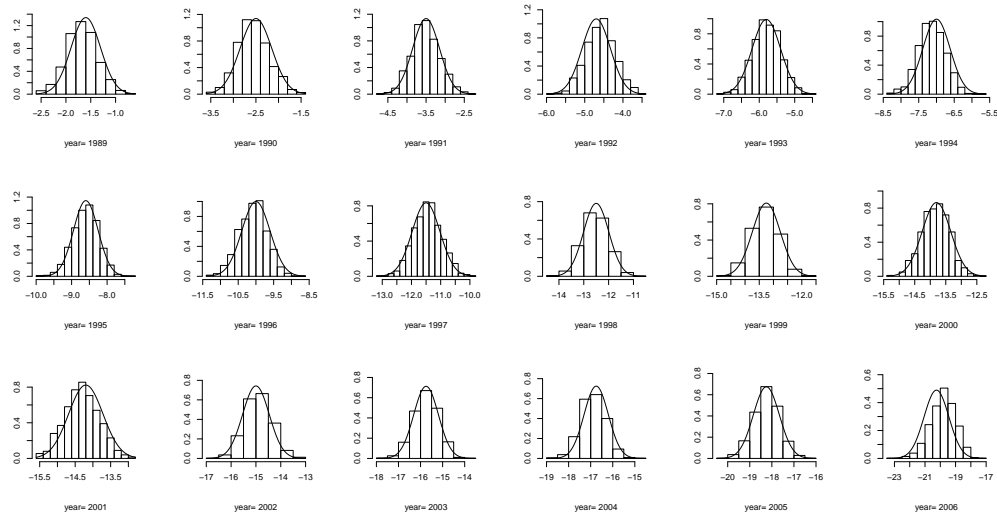 0.0 0.4 0.8 1.2
−2.5 −2.0 −1.5 −1.0
year= 1989
0.0 0.4 0.8 1.2
−3.5 −2.5 −1.5
year= 1990
0.0 0.4 0.8 1.2
−4.5 −3.5 −2.5
year= 1991
0.0 0.4 0.8 1.2
−6.0 −5.0 −4.0
year= 1992
0.0 0.4 0.8
−7.0 −6.0 −5.0
year= 1993
0.0 0.4 0.8
−8.5 −7.5 −6.5 −5.5
year= 1994
0.0 0.4 0.8 1.2
−10.0 −9.0 −8.0
year= 1995
0.0 0.4 0.8
−11.5 −10.5 −9.5 −8.5
year= 1996
0.0 0.4 0.8
−13.0 −12.0 −11.0 −10.0
year= 1997
0.0 0.4 0.8
−14 −13 −12 −11
year= 1998
0.0 0.4 0.8
−15.0 −13.5 −12.0
year= 1999
0.0 0.4 0.8
−15.5 −14.5 −13.5 −12.5
year= 2000
0.0 0.4 0.8
−15.5 −14.5 −13.5
year= 2001
0.0 0.2 0.4 0.6 0.8
−17 −16 −15 −14 −13
year= 2002
0.0 0.2 0.4 0.6 0.8
−18 −17 −16 −15 −14
year= 2003
0.0 0.2 0.4 0.6 0.8
−19 −18 −17 −16 −15
year= 2004
0.0 0.2 0.4 0.6 0.8
−20 −19 −18 −17 −16
year= 2005
0.0 0.2 0.4 0.6
−23 −21 −19 −17
year= 2006